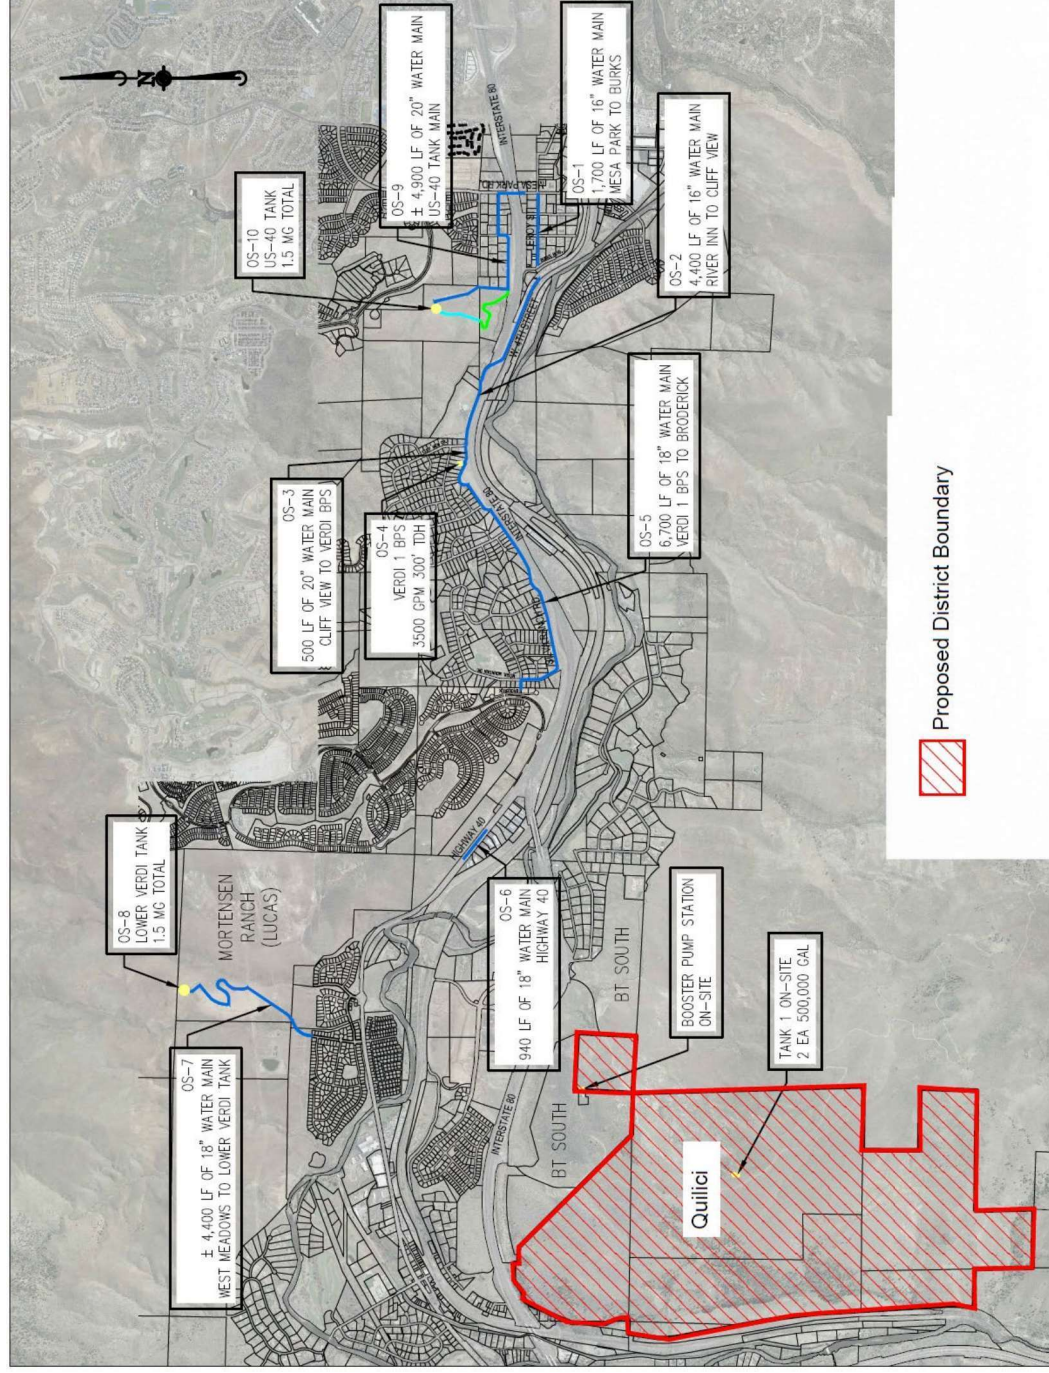 N
OS-7
± 4,400 LF OF 18" WATER MAIN
WEST MEADOWS TO LOWER VERDI TANK
OS-8
LOWER VERDI TANK
1.5 MG TOTAL
MORTENSEN
RANCH
(LUCAS)
OS-3
500 LF OF 20" WATER MAIN
CLIFF VIEW TO VERDI BPS
OS-4
VERDI 1 BPS
3500 GPM 300' TDH
OS-10
US-40 TANK
1.5 MG TOTAL
OS-9
± 4,900 LF OF 20" WATER MAIN
US-40 TANK MAIN
INTERSTATE 80
MESA PARK RD
OS-1
1,700 LF OF 16" WATER MAIN
MESA PARK TO BURKS
OS-2
4,400 LF OF 16" WATER MAIN
RIVER INN TO CLIFF VIEW
W. 4TH STREET
INTERSTATE 80
OS-5
6,700 LF OF 18" WATER MAIN
VERDI 1 BPS TO BRODERICK
HIGHWAY 40
OS-6
940 LF OF 18" WATER MAIN
HIGHWAY 40
INTERSTATE 80
BT SOUTH
BT SOUTH
BOOSTER PUMP STATION
ON-SITE
TANK 1 ON-SITE
2 EA 500,000 GAL
Quilici
Proposed District Boundary